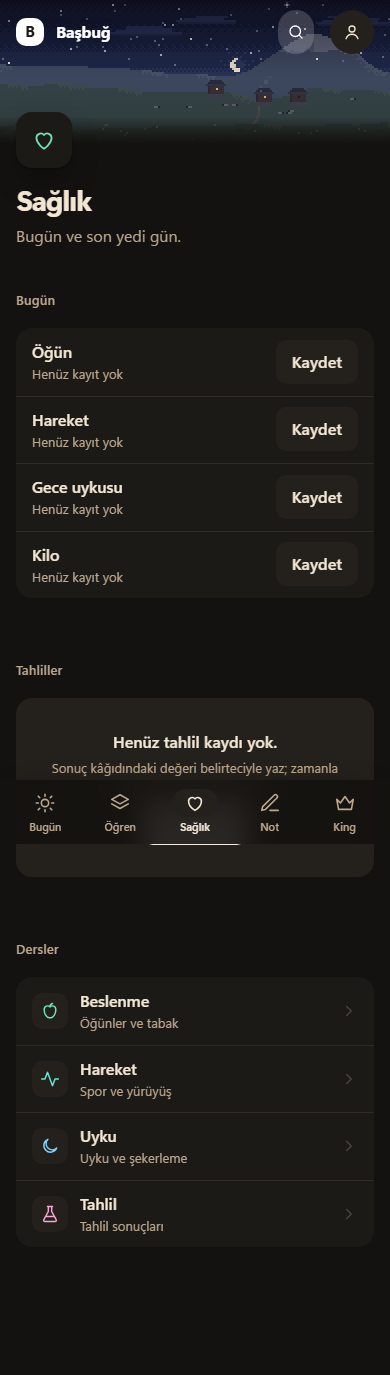 B Başbuğ
Sağlık
Bugün ve son yedi gün.
Bugün
Öğün
Henüz kayıt yok
Kaydet
Hareket
Henüz kayıt yok
Kaydet
Gece uykusu
Henüz kayıt yok
Kaydet
Kilo
Henüz kayıt yok
Kaydet
Tahliller
Henüz tahlil kaydı yok.
Sonuç kâğıdındaki değeri belirteciyle yaz; zamanla
Bugün
Öğren
Sağlık
Not
King
Dersler
Beslenme
Öğünler ve tabak
Hareket
Spor ve yürüyüş
Uyku
Uyku ve şekerleme
Tahlil
Tahlil sonuçları